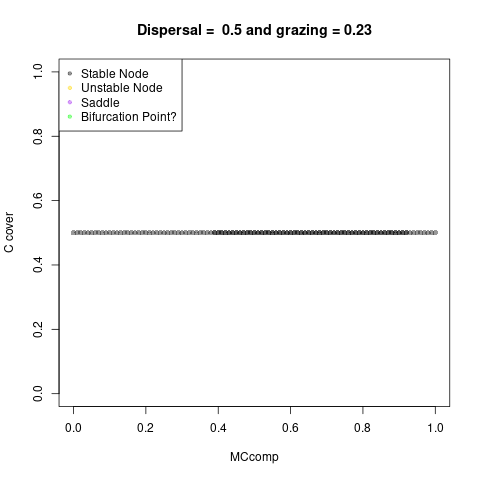 Dispersal =  0.5 and grazing = 0.23
Stable Node
Unstable Node
Saddle
Bifurcation Point?
C cover
1.0
0.8
0.6
0.4
0.2
0.0
0.0 0.2 0.4 0.6 0.8 1.0
MCcomp